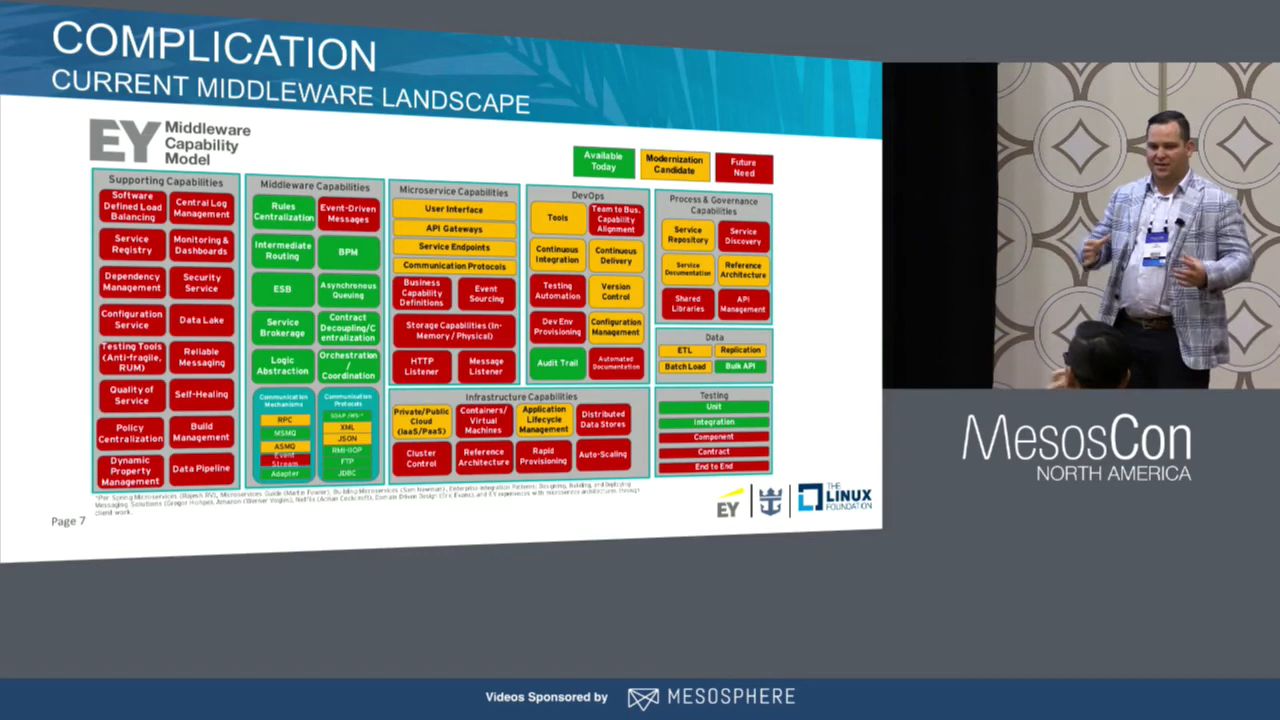 COMPLICATION
CURRENT MIDDLEWARE LANDSCAPE
EY Middleware
Capability
Model
Available
Today
Modernization
Candidate
Future
Need
Supporting Capabilities
Software
Defined Load
Balancing
Central Log
Management
Service
Registry
Monitoring &
Dashboards
Dependency
Management
Security
Service
Configuration
Service
Data Lake
Testing Tools
(Anti-fragile,
RUM)
Reliable
Messaging
Quality of
Service
Self-Healing
Policy
Centralization
Build
Management
Dynamic
Property
Management
Data Pipeline
Middleware Capabilities
Rules
Centralization
Event-Driven
Messages
Intermediate
Routing
BPM
ESB
Asynchronous
Queuing
Service
Brokerage
Contract
Decoupling/C
entralization
Logic
Abstraction
Orchestration
/
Coordination
Communication
Mechanisms
RPC
MSMQ
ASMQ
Event
Stream
Adapter
Communication
Protocols
XML
JSON
RMI-IIOP
FTP
JDBC
Microservice Capabilities
User Interface
API Gateways
Service Endpoints
Communication Protocols
Business
Capability
Definitions
Event
Sourcing
Storage Capabilities (In-
Memory / Physical)
HTTP
Listener
Message
Listener
DevOps
Tools
Team to Bus.
Capability
Alignment
Continuous
Integration
Continuous
Delivery
Testing
Automation
Version
Control
Dev Env
Provisioning
Configuration
Management
Audit Trail
Automated
Documentation
Process & Governance
Capabilities
Service
Repository
Service
Discovery
Service
Documentation
Reference
Architecture
Shared
Libraries
API
Management
Data
ETL
Replication
Batch Load
Bulk API
Infrastructure Capabilities
Private/Public
Cloud
(IaaS/PaaS)
Containers/
Virtual
Machines
Application
Lifecycle
Management
Distributed
Data Stores
Cluster
Control
Reference
Architecture
Rapid
Provisioning
Auto-Scaling
Testing
Unit
Integration
Component
Contract
End to End
client work.
Page 7
EY
THE
LINUX
FOUNDATION
MesosCon
NORTH AMERICA
Videos Sponsored by
MESOSPHERE